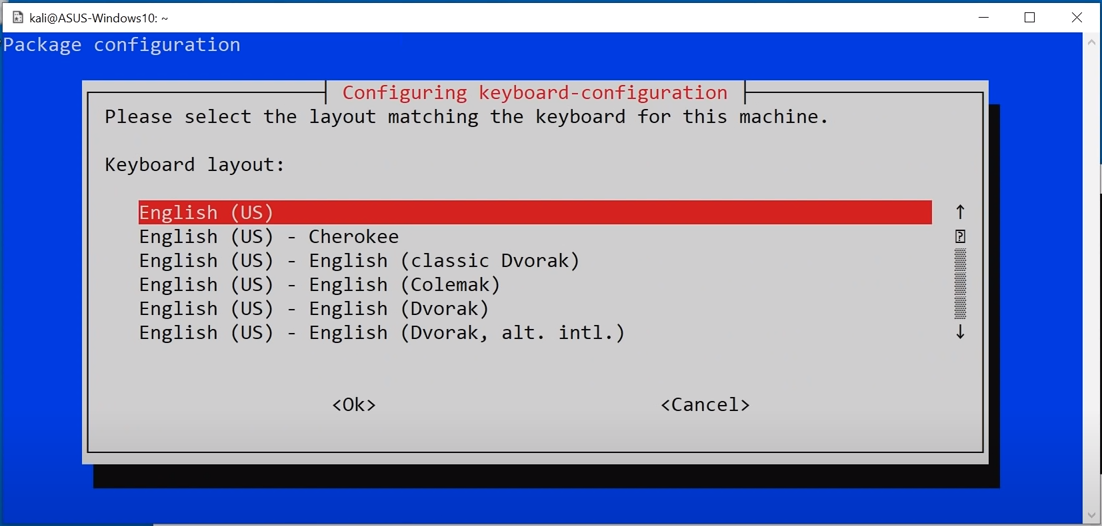 kali@ASUS-Windows10: ~
Package configuration
Configuring keyboard-configuration
Please select the layout matching the keyboard for this machine.
Keyboard layout:
English (US)
English (US) - Cherokee
English (US) - English (classic Dvorak)
English (US) - English (Colemak)
English (US) - English (Dvorak)
English (US) - English (Dvorak, alt. intl.)
<Ok> <Cancel>